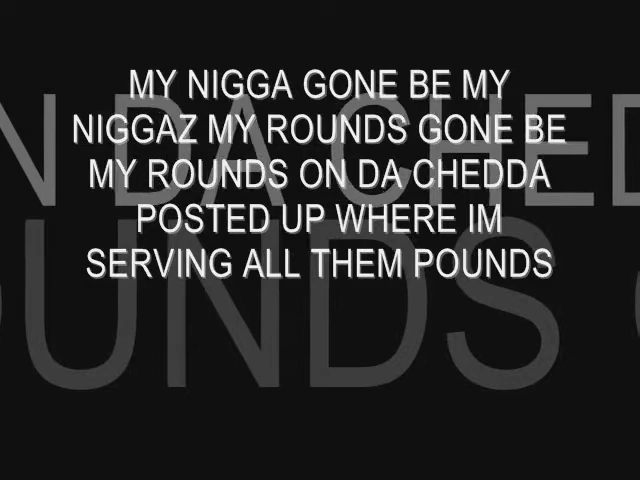 MY NIGGA GONE BE MY
NIGGAZ MY ROUNDS GONE BE
MY ROUNDS ON DA CHEDDA
POSTED UP WHERE IM
SERVING ALL THEM POUNDS